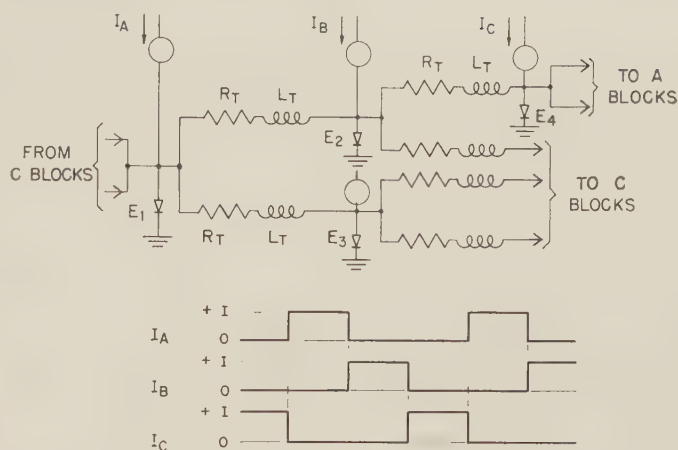 I_A
I_B
I_C
R_T L_T
R_T L_T
TO A BLOCKS
E_4
E_2
FROM C BLOCKS
TO C BLOCKS
E_1
E_3
R_T L_T
+ I
I_A 0
+ I
I_B 0
+ I
I_C 0